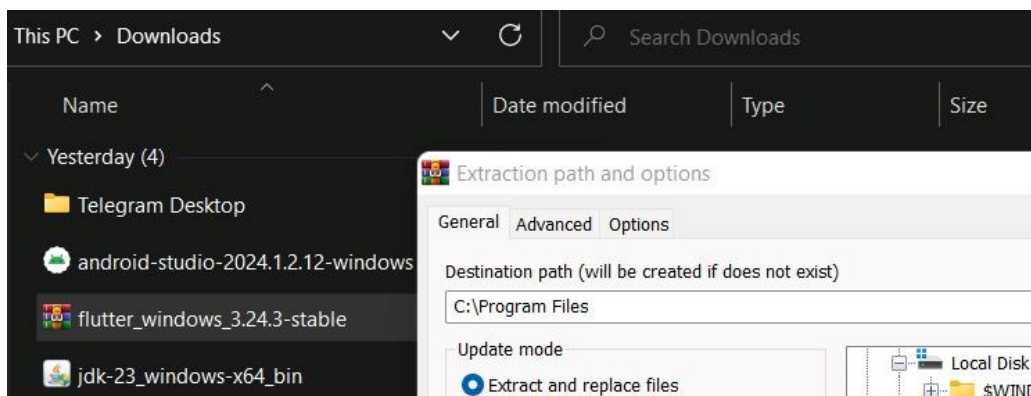 This PC > Downloads
Search Downloads
Name Date modified Type Size
Yesterday (4)
Telegram Desktop
android-studio-2024.1.2.12-windows
flutter_windows_3.24.3-stable
jdk-23_windows-x64_bin
Extraction path and options
General Advanced Options
Destination path (will be created if does not exist)
C:\Program Files
Update mode
Extract and replace files
Local Disk